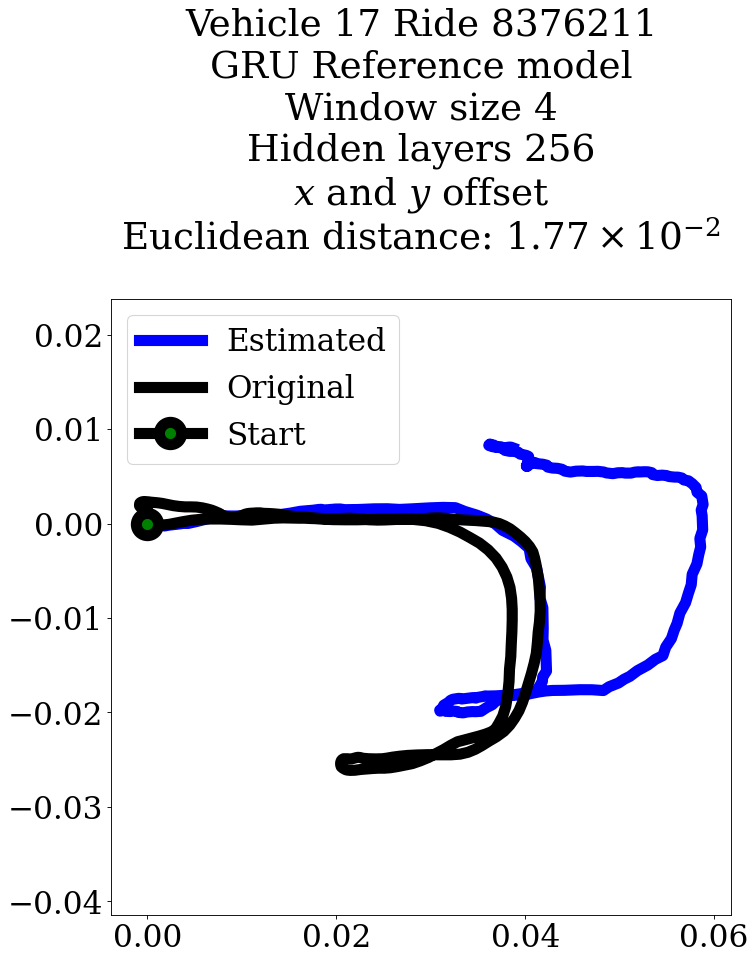 Vehicle 17 Ride 8376211
GRU Reference model
Window size 4
Hidden layers 256
x and y offset
Euclidean distance: 1.77 × 10⁻²
Estimated
Original
Start
0.02
0.01
0.00
−0.01
−0.02
−0.03
−0.04
0.00 0.02 0.04 0.06